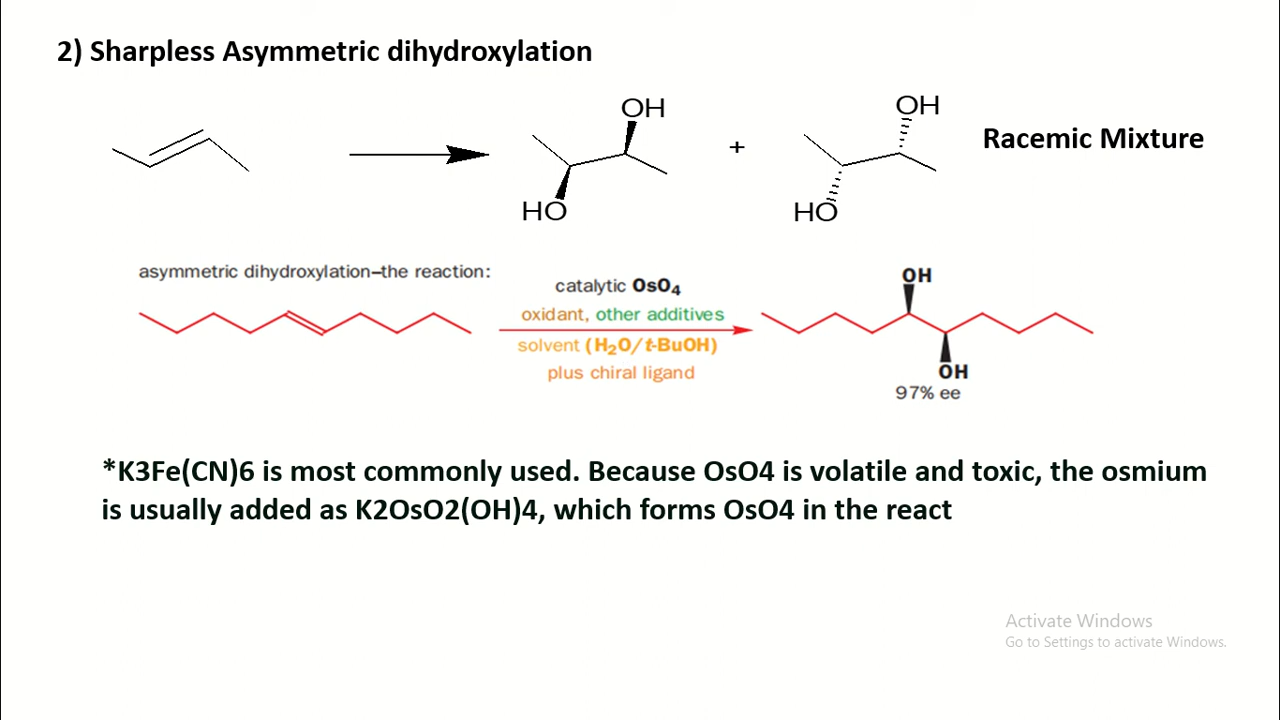 2) Sharpless Asymmetric dihydroxylation
OH
OH
+
Racemic Mixture
HO
HO
asymmetric dihydroxylation–the reaction:
catalytic OsO4
oxidant, other additives
solvent (H2O/t-BuOH)
plus chiral ligand
OH
OH
97% ee
*K3Fe(CN)6 is most commonly used. Because OsO4 is volatile and toxic, the osmium
is usually added as K2OsO2(OH)4, which forms OsO4 in the react
Activate Windows
Go to Settings to activate Windows.